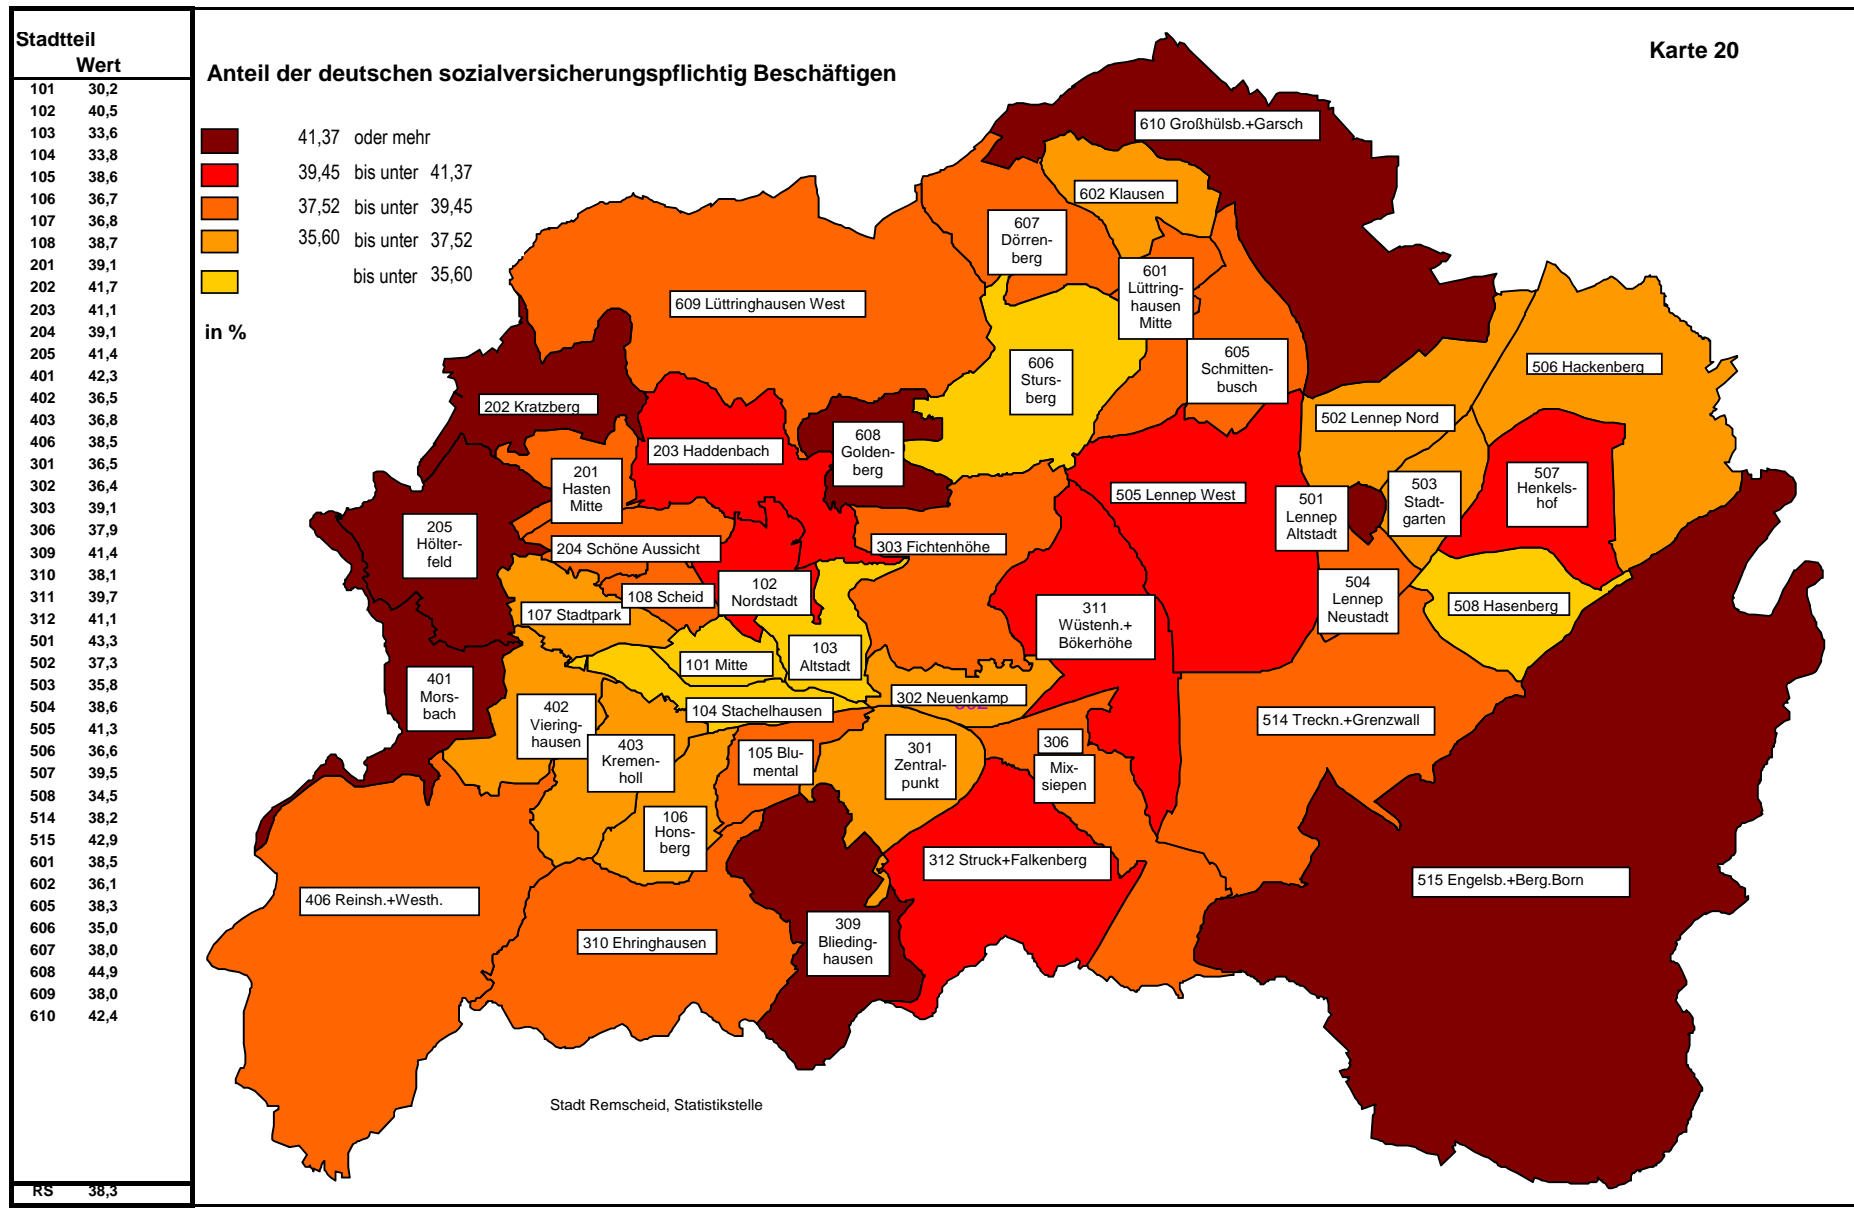 Stadtteil
Wert
101 30,2
102 40,5
103 33,6
104 33,8
105 38,6
106 36,7
107 36,8
108 38,7
201 39,1
202 41,7
203 41,1
204 39,1
205 41,4
401 42,3
402 36,5
403 36,8
406 38,5
301 36,5
302 36,4
303 39,1
306 37,9
309 41,4
310 38,1
311 39,7
312 41,1
501 43,3
502 37,3
503 35,8
504 38,6
505 41,3
506 36,6
507 39,5
508 34,5
514 38,2
515 42,9
601 38,5
602 36,1
605 38,3
606 35,0
607 38,0
608 44,9
609 38,0
610 42,4
RS 38,3
Anteil der deutschen sozialversicherungspflichtig Beschäftigen
Karte 20
41,37 oder mehr
39,45 bis unter 41,37
37,52 bis unter 39,45
35,60 bis unter 37,52
bis unter 35,60
in %
610 Großhülsb.+Garsch
602 Klausen
607
Dörren-
berg
601
Lüttring-
hausen
Mitte
609 Lüttringhausen West
605
Schmitten-
busch
606
Sturs-
berg
506 Hackenberg
502 Lennep Nord
202 Kratzberg
203 Haddenbach
608
Golden-
berg
201
Hasten
Mitte
505 Lennep West
501
Lennep
Altstadt
503
Stadt-
garten
507
Henkels-
hof
205
Hölter-
feld
204 Schöne Aussicht
303 Fichtenhöhe
102
Nordstadt
108 Scheid
107 Stadtpark
311
Wüstenh.+
Bökerhöhe
504
Lennep
Neustadt
508 Hasenberg
103
Altstadt
101 Mitte
401
Mors-
bach
402
Viering-
hausen
302 Neuenkamp
302
104 Stachelhausen
514 Treckn.+Grenzwall
403
Kremen-
holl
105 Blu-
mental
301
Zentral-
punkt
306
Mix-
siepen
106
Hons-
berg
312 Struck+Falkenberg
515 Engelsb.+Berg.Born
406 Reinsh.+Westh.
310 Ehringhausen
309
Blieding-
hausen
Stadt Remscheid, Statistikstelle